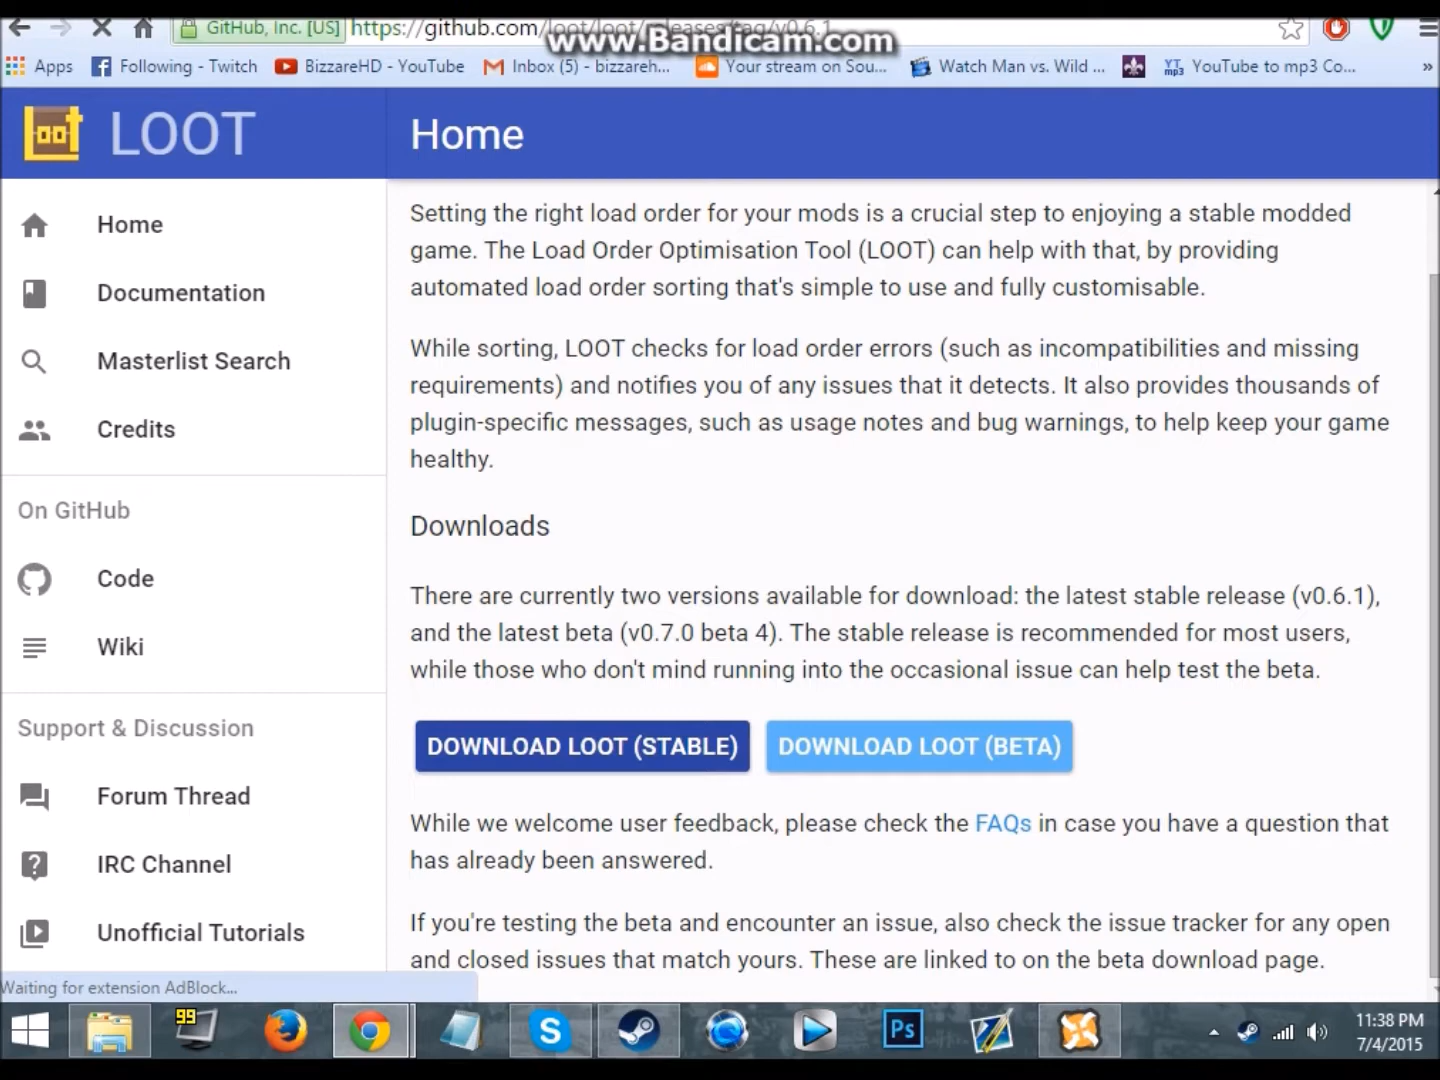 GitHub, Inc. [US] https://github.com/loot/loot/releases/tag/v0.6.1
www.Bandicam.com
Apps Following - Twitch BizzareHD - YouTube Inbox (5) - bizzareh... Your stream on Sou... Watch Man vs. Wild ... YT mp3 YouTube to mp3 Co... »
loot LOOT Home
Setting the right load order for your mods is a crucial step to enjoying a stable modded
game. The Load Order Optimisation Tool (LOOT) can help with that, by providing
automated load order sorting that's simple to use and fully customisable.
While sorting, LOOT checks for load order errors (such as incompatibilities and missing
requirements) and notifies you of any issues that it detects. It also provides thousands of
plugin-specific messages, such as usage notes and bug warnings, to help keep your game
healthy.
Downloads
There are currently two versions available for download: the latest stable release (v0.6.1),
and the latest beta (v0.7.0 beta 4). The stable release is recommended for most users,
while those who don't mind running into the occasional issue can help test the beta.
DOWNLOAD LOOT (STABLE) DOWNLOAD LOOT (BETA)
While we welcome user feedback, please check the FAQs in case you have a question that
has already been answered.
If you're testing the beta and encounter an issue, also check the issue tracker for any open
and closed issues that match yours. These are linked to on the beta download page.
Home
Documentation
Masterlist Search
Credits
On GitHub
Code
Wiki
Support & Discussion
Forum Thread
IRC Channel
Unofficial Tutorials
Waiting for extension AdBlock...
99
S
Ps
11:38 PM
7/4/2015